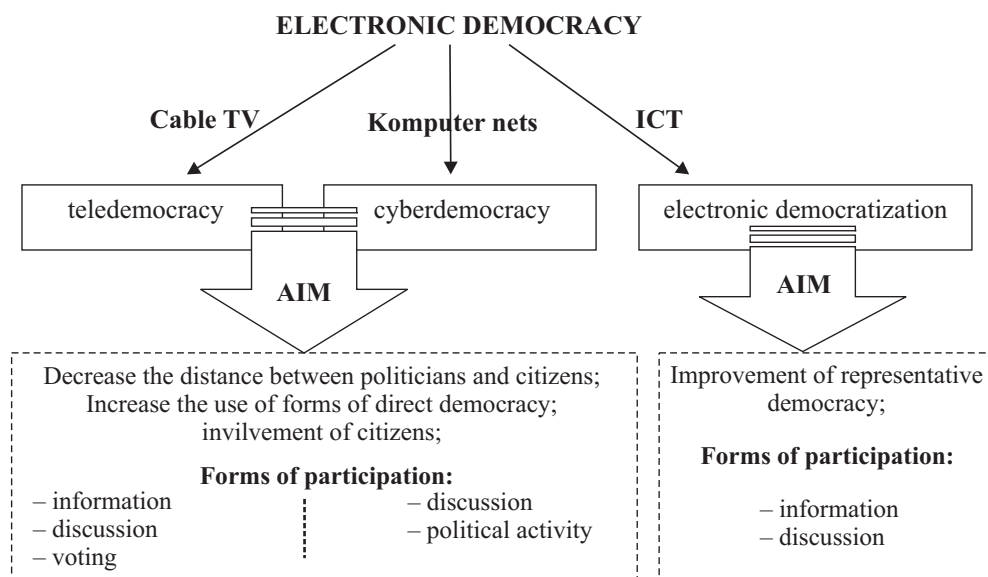 ELECTRONIC DEMOCRACY
Cable TV
Komputer nets
ICT
teledemocracy
cyberdemocracy
electronic democratization
AIM
AIM
Decrease the distance between politicians and citizens;
Increase the use of forms of direct democracy;
invilvement of citizens;
Forms of participation:
– information
– discussion
– voting
– discussion
– political activity
Improvement of representative
democracy;
Forms of participation:
– information
– discussion